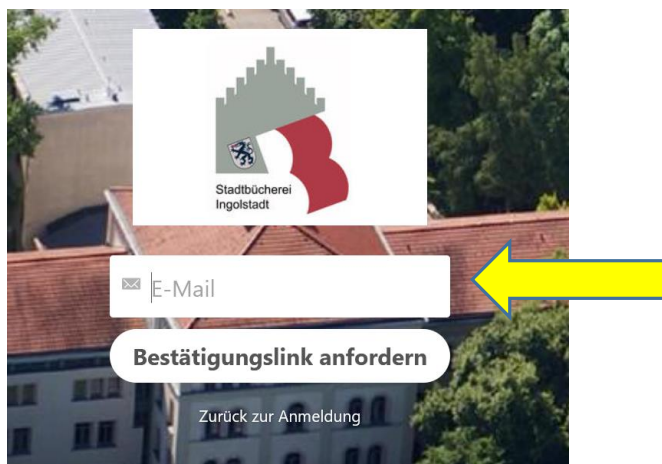 Stadtbücherei
Ingolstadt
E-Mail
Bestätigungslink anfordern
Zurück zur Anmeldung